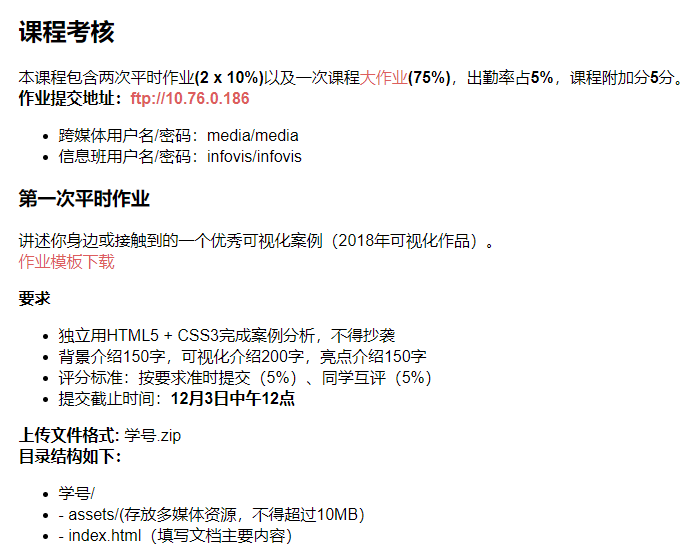 课程考核
本课程包含两次平时作业(2 x 10%)以及一次课程大作业(75%)，出勤率占5%，课程附加分5分。
作业提交地址：ftp://10.76.0.186
跨媒体用户名/密码：media/media
信息班用户名/密码：infovis/infovis
第一次平时作业
讲述你身边或接触到的一个优秀可视化案例（2018年可视化作品）。
作业模板下载
要求
独立用HTML5 + CSS3完成案例分析，不得抄袭
背景介绍150字，可视化介绍200字，亮点介绍150字
评分标准：按要求准时提交（5%）、同学互评（5%）
提交截止时间：12月3日中午12点
上传文件格式: 学号.zip
目录结构如下：
学号/
- assets/(存放多媒体资源，不得超过10MB）
- index.html（填写文档主要内容）